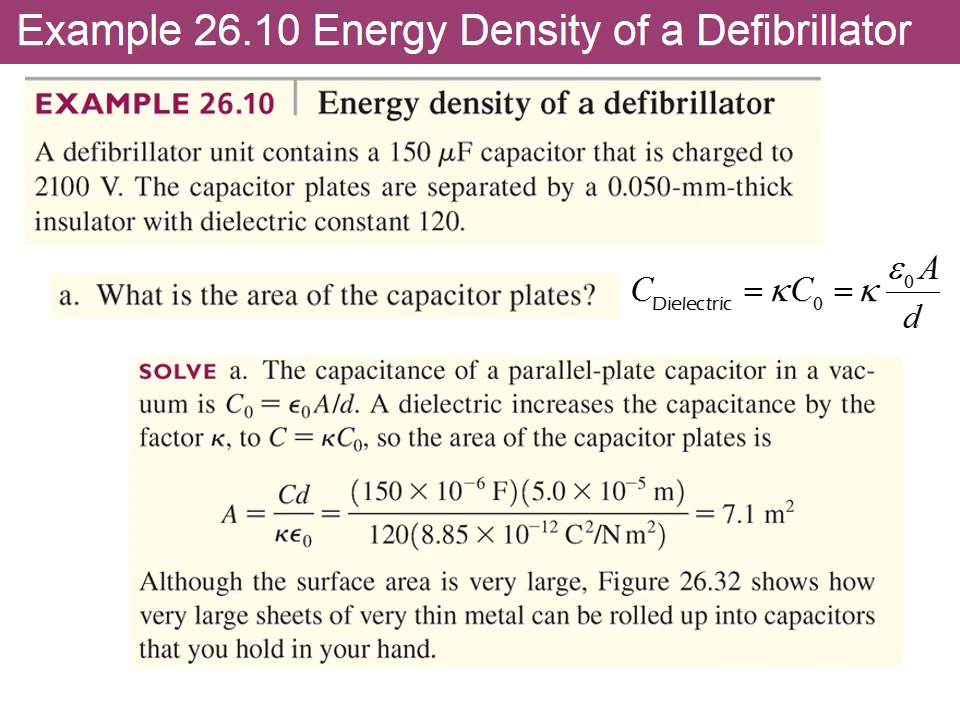 Example 26.10 Energy Density of a Defibrillator
EXAMPLE 26.10 | Energy density of a defibrillator
A defibrillator unit contains a 150 μF capacitor that is charged to
2100 V. The capacitor plates are separated by a 0.050-mm-thick
insulator with dielectric constant 120.
a. What is the area of the capacitor plates? C_Dielectric = κC₀ = κ ε₀A/d
SOLVE a. The capacitance of a parallel-plate capacitor in a vac-
uum is C₀ = ϵ₀A/d. A dielectric increases the capacitance by the
factor κ, to C = κC₀, so the area of the capacitor plates is
A = Cd/κϵ₀ = (150 × 10⁻⁶ F)(5.0 × 10⁻⁵ m)/120(8.85 × 10⁻¹² C²/N m²) = 7.1 m²
Although the surface area is very large, Figure 26.32 shows how
very large sheets of very thin metal can be rolled up into capacitors
that you hold in your hand.